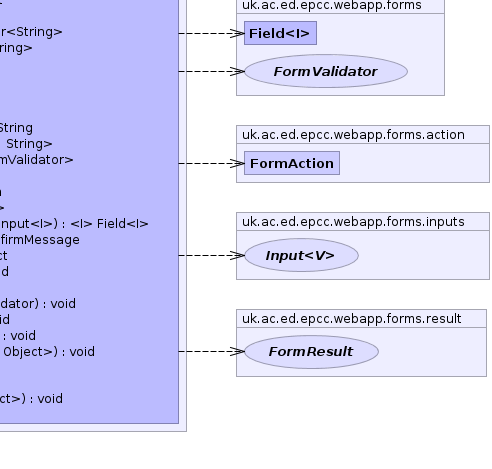 r<String>
ring>
String
String>
mValidator>
>
nput<I>) : <I> Field<I>
firmMessage
ct
d
dator) : void
id
: void
Object>) : void
ct>) : void
uk.ac.ed.epcc.webapp.forms
Field<I>
FormValidator
uk.ac.ed.epcc.webapp.forms.action
FormAction
uk.ac.ed.epcc.webapp.forms.inputs
Input<V>
uk.ac.ed.epcc.webapp.forms.result
FormResult